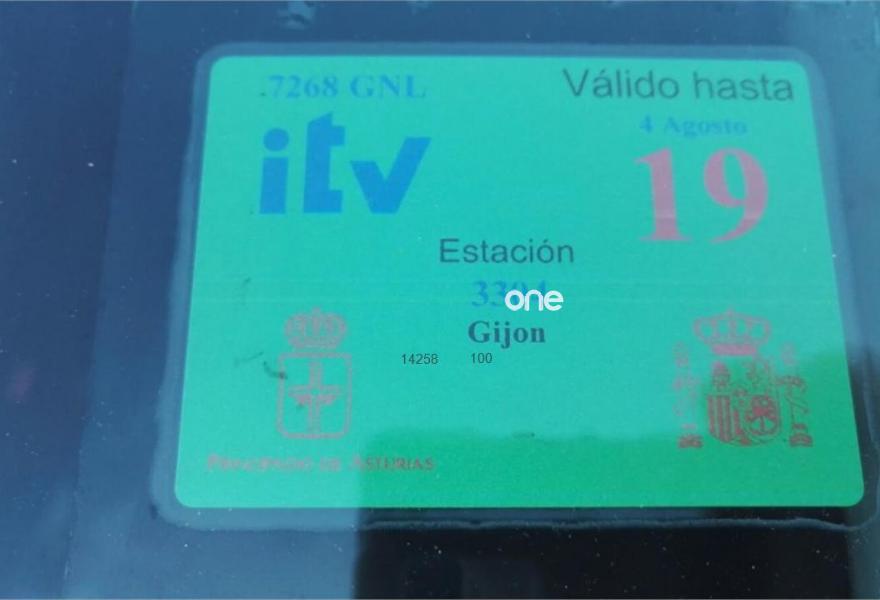 7268 GNL
Válido hasta
4 Agosto
itv
19
Estación
one
Gijon
14258 100
PRINCIPADO DE ASTURIAS